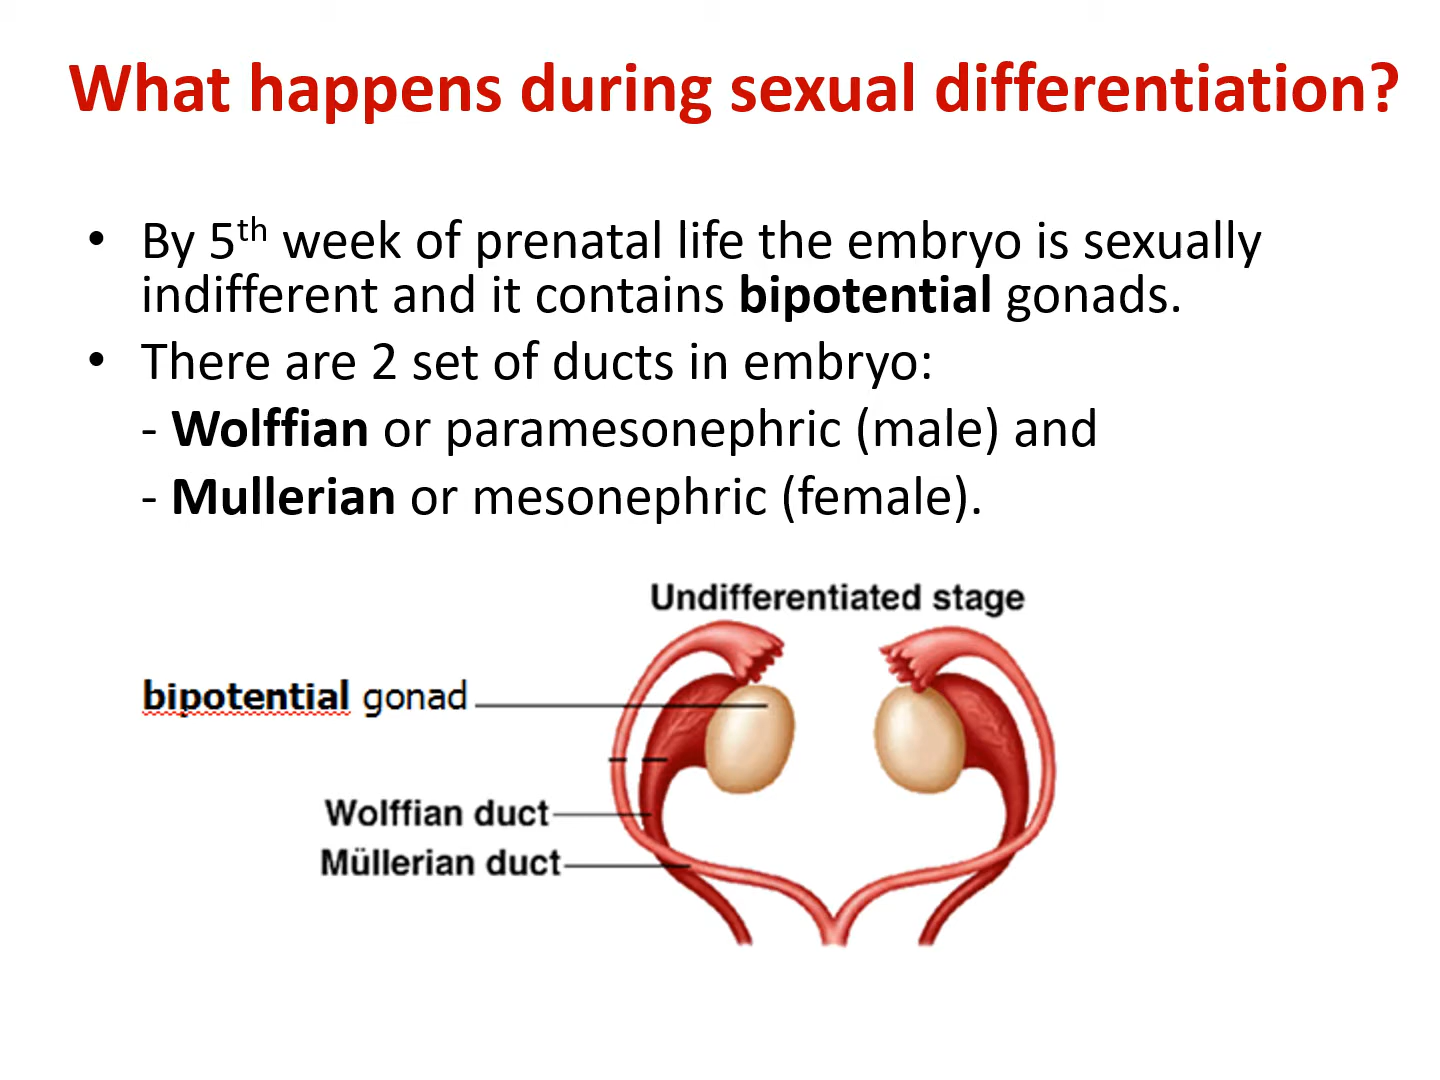 What happens during sexual differentiation?
• By 5th week of prenatal life the embryo is sexually
indifferent and it contains bipotential gonads.
• There are 2 set of ducts in embryo:
- Wolffian or paramesonephric (male) and
- Mullerian or mesonephric (female).
Undifferentiated stage
bipotential gonad
Wolffian duct
Müllerian duct